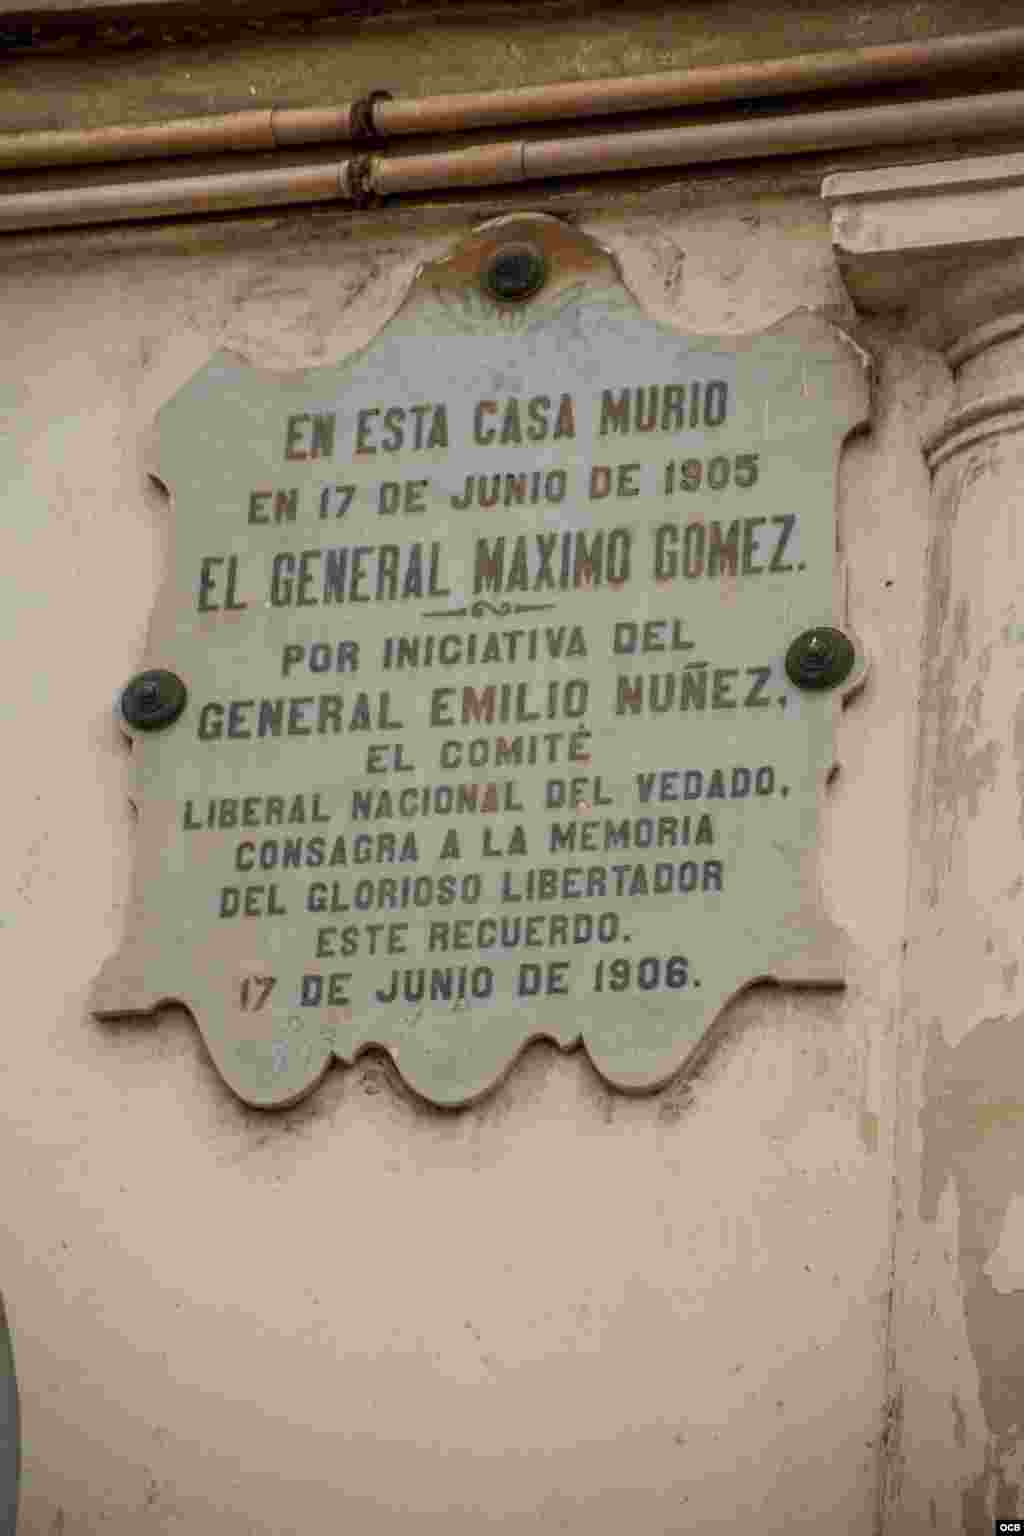 EN ESTA CASA MURIO
EN 17 DE JUNIO DE 1905
EL GENERAL MAXIMO GOMEZ.
POR INICIATIVA DEL
GENERAL EMILIO NUÑEZ,
EL COMITÉ
LIBERAL NACIONAL DEL VEDADO,
CONSAGRA A LA MEMORIA
DEL GLORIOSO LIBERTADOR
ESTE RECUERDO.
17 DE JUNIO DE 1906.
OCB